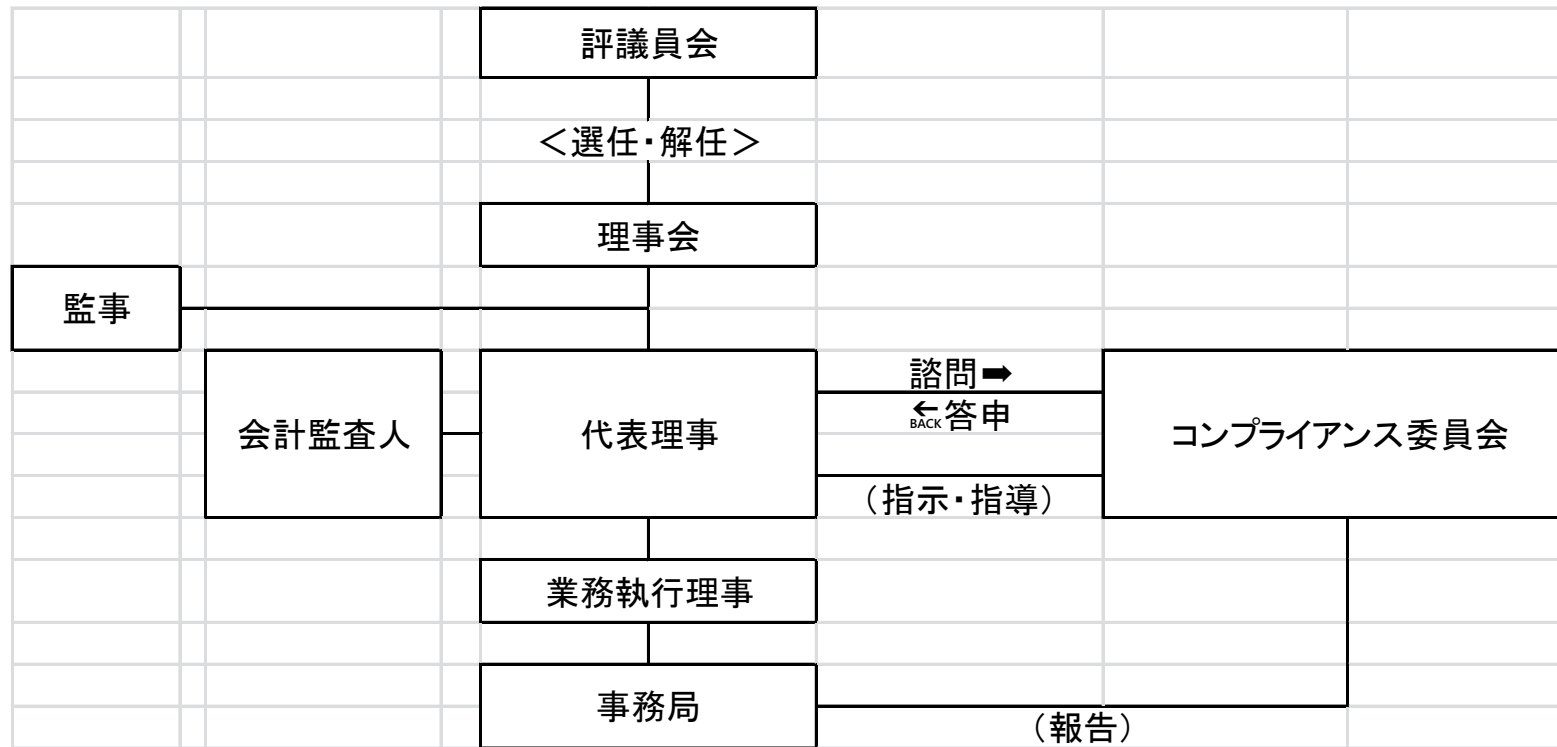 評議員会
＜選任・解任＞
理事会
監事
会計監査人
代表理事
諮問➡
🔙答申
（指示・指導）
コンプライアンス委員会
業務執行理事
事務局
（報告）